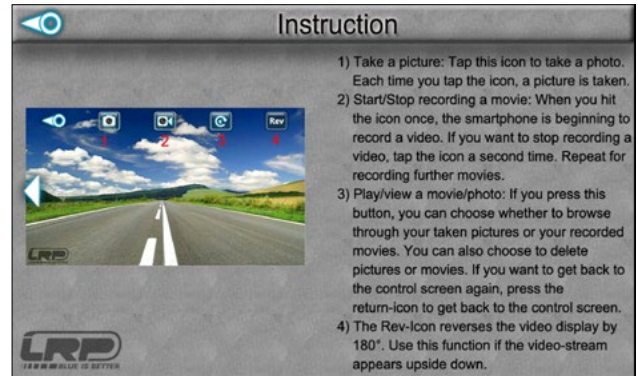 Instruction
1) Take a picture: Tap this icon to take a photo.
Each time you tap the icon, a picture is taken.
2) Start/Stop recording a movie: When you hit
the icon once, the smartphone is beginning to
record a video. If you want to stop recording a
video, tap the icon a second time. Repeat for
recording further movies.
3) Play/view a movie/photo: If you press this
button, you can choose whether to browse
through your taken pictures or your recorded
movies. You can also choose to delete
pictures or movies. If you want to get back to
the control screen again, press the
return-icon to get back to the control screen.
4) The Rev-Icon reverses the video display by
180°. Use this function if the video-stream
appears upside down.
Rev
1 2 3 4
LRP
LRP
BLUE IS BETTER